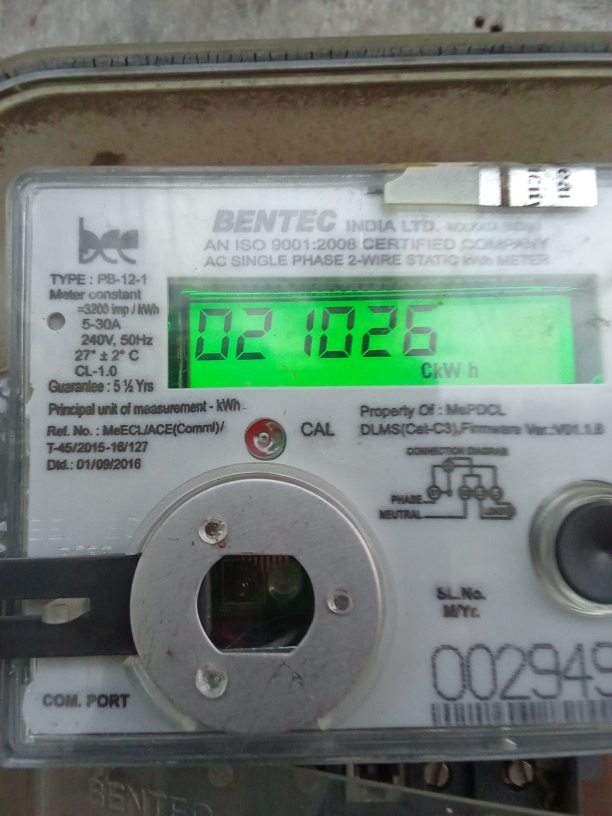 bee
BENTEC INDIA LTD. KOLKATA (INDIA)
AN ISO 9001:2008 CERTIFIED COMPANY
AC SINGLE PHASE 2-WIRE STATIC kWh METER
TYPE : PB-12-1
Meter constant
=3200 imp / kWh
5-30A
240V, 50Hz
27° ± 2° C
CL-1.0
Guarantee : 5 ½ Yrs
021026
CkW h
Principal unit of measurement - kWh
Ref. No. : MeECL/ACE(Comml)/
T-45/2015-16/127
Dtd.: 01/09/2016
CAL
Property Of : MePDCL
DLMS(Cat-C3),Firmware Ver.:V01.1.8
CONNECTION DIAGRAM
PHASE
NEUTRAL
LOAD
SL.No.
M/Yr.
002949
COM. PORT
BENTEC